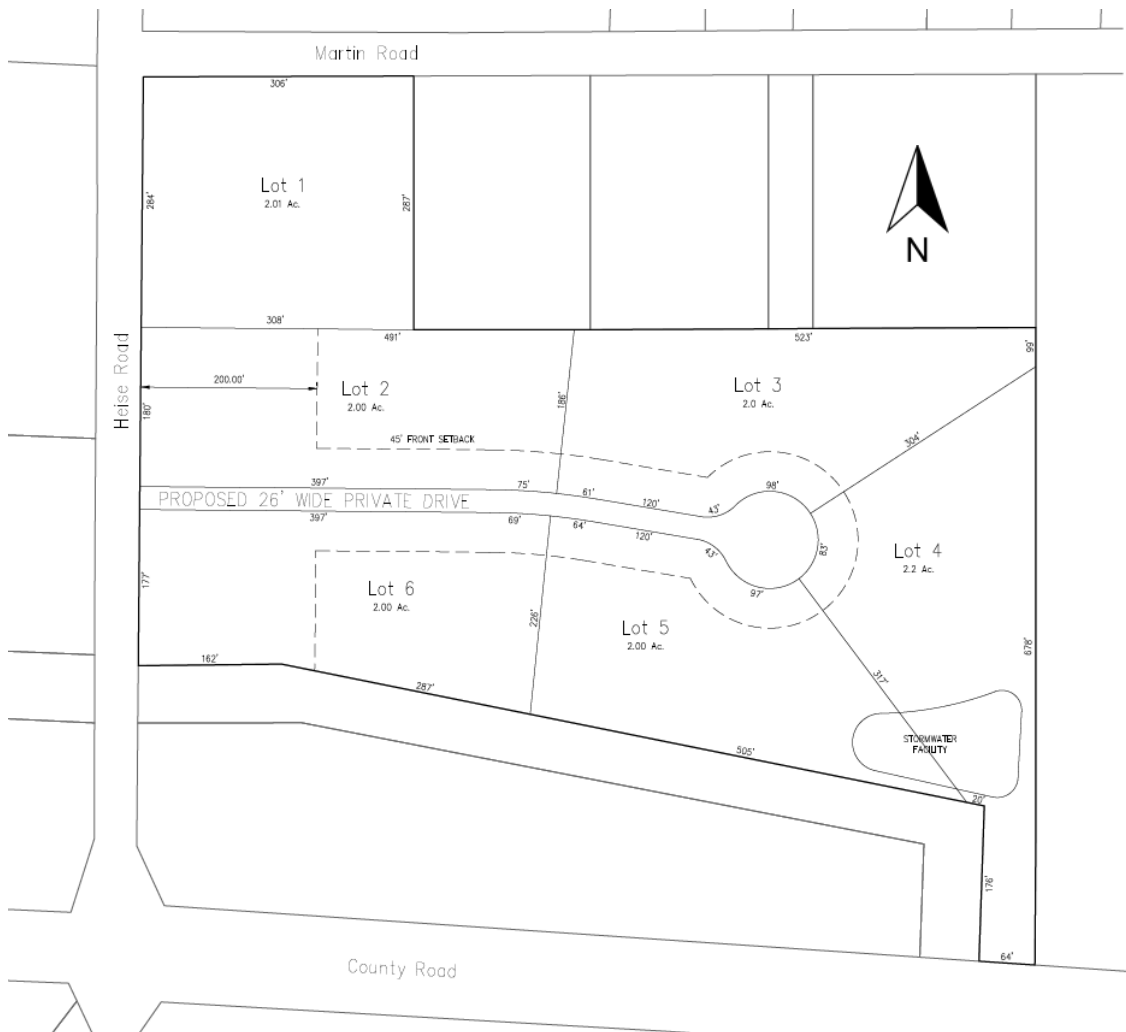 Martin Road
306'
Lot 1
2.01 Ac.
284'
287'
N
308'
491'
523'
99'
Heise Road
200.00'
Lot 2
2.00 Ac.
180'
186'
Lot 3
2.0 Ac.
304'
45' FRONT SETBACK
397'
75'
61'
120'
43'
98'
PROPOSED 26' WIDE PRIVATE DRIVE
397'
69'
64'
120'
43'
97'
83'
Lot 4
2.2 Ac.
177'
Lot 6
2.00 Ac.
226'
Lot 5
2.00 Ac.
317'
678'
162'
287'
505'
STORMWATER
FACILITY
20'
176'
64'
County Road